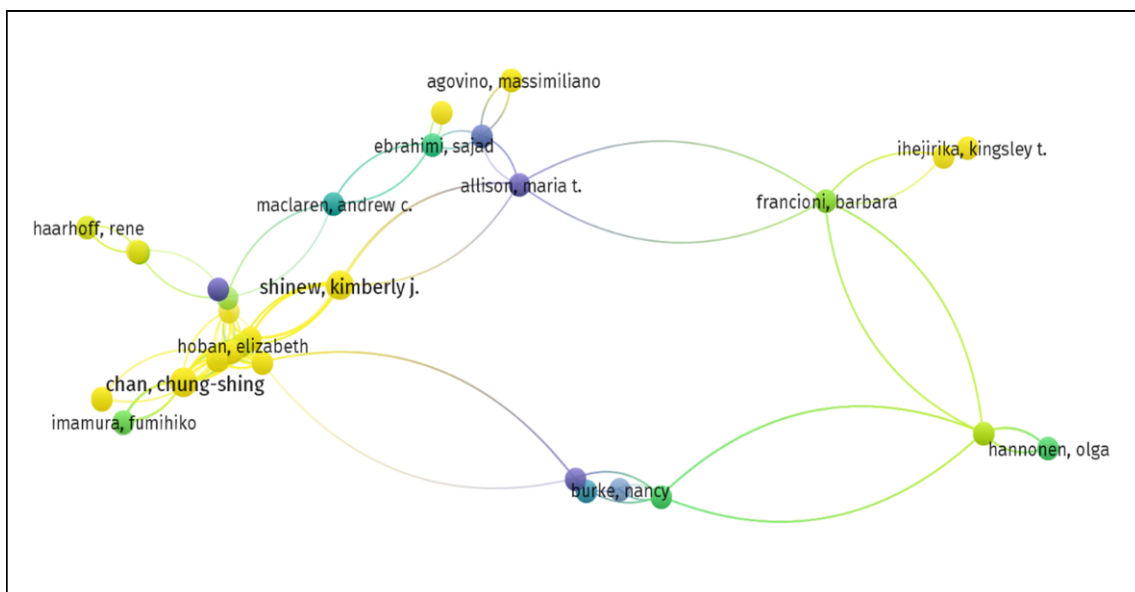 agovino, massimiliano
ebrahimi, sajad
ihejirika, kingsley t.
allison, maria t.
maclaren, andrew c.
francioni, barbara
haarhoff, rene
shinew, kimberly j.
hoban, elizabeth
chan, chung-shing
imamura, fumihiko
hannonen, olga
burke, nancy